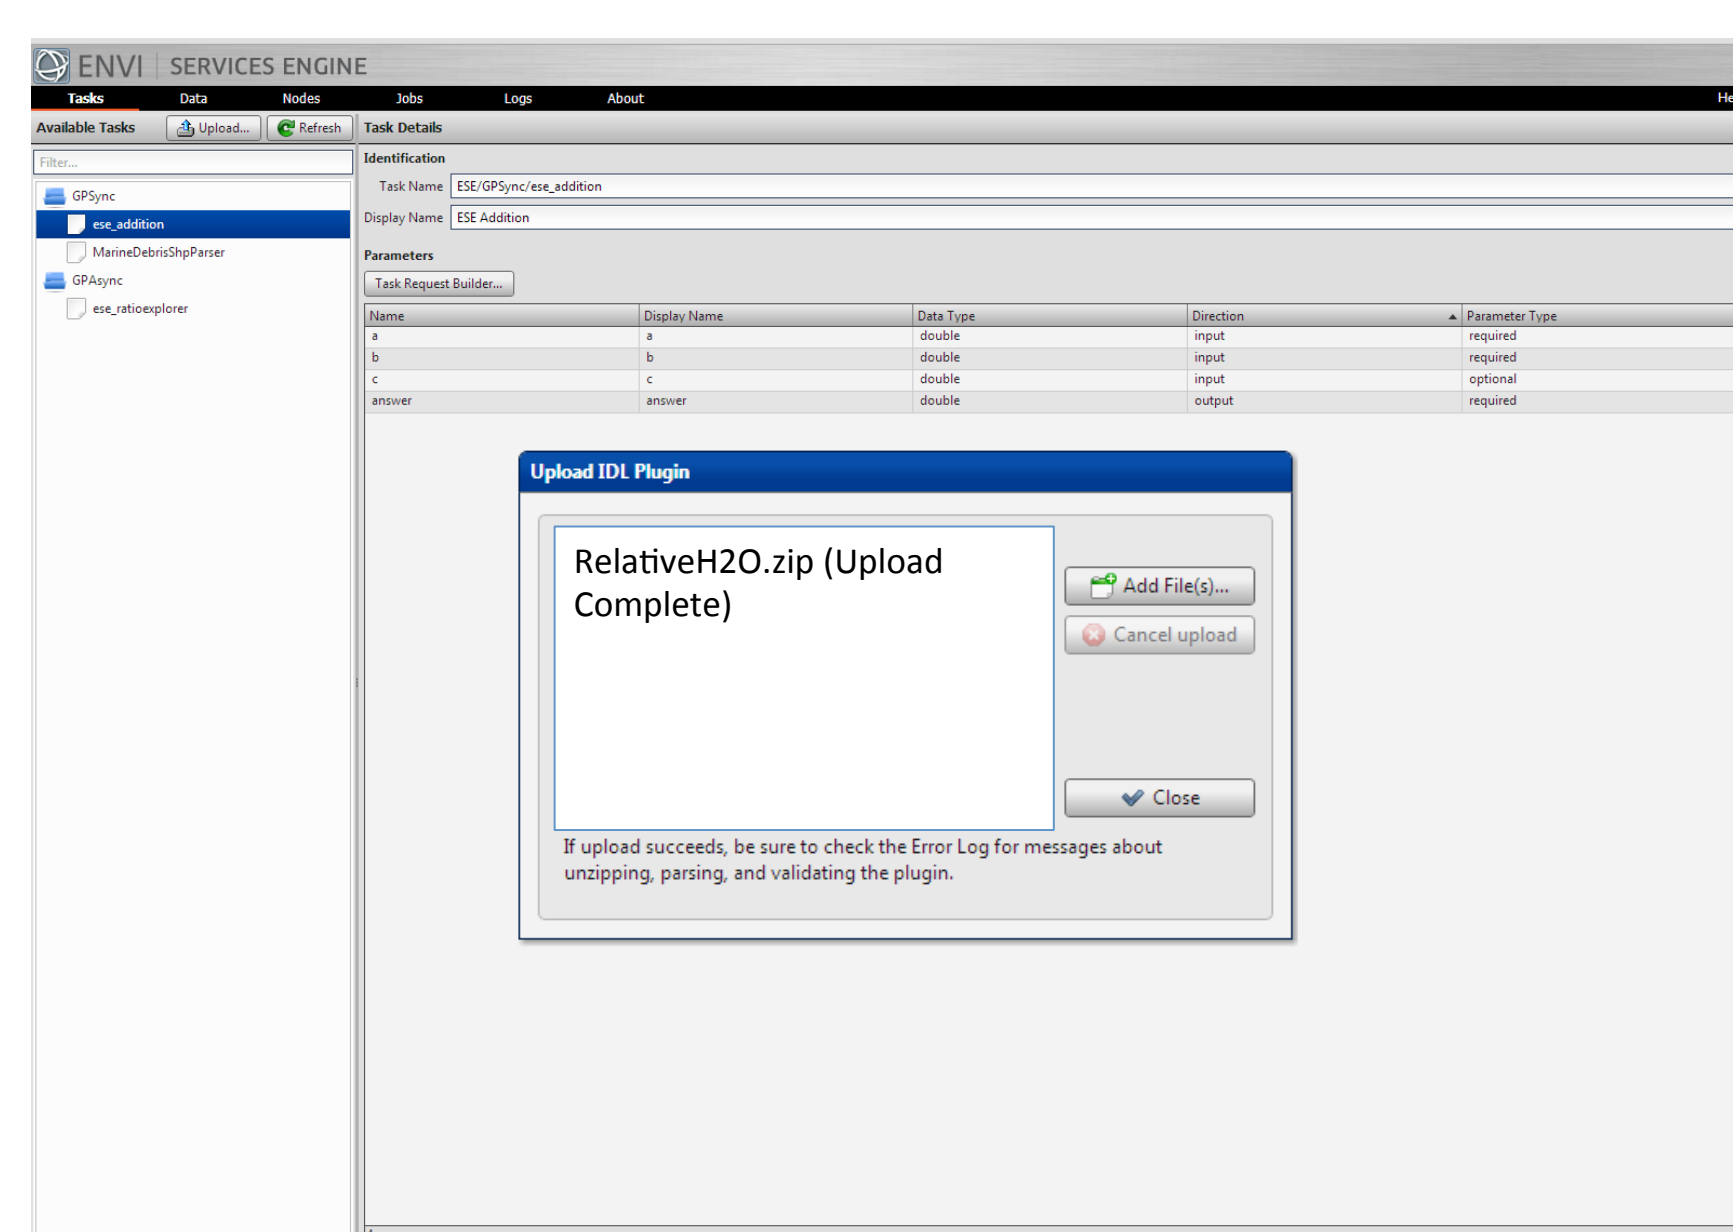 ENVI SERVICES ENGINE
Tasks Data Nodes Jobs Logs About
Available Tasks Upload... Refresh Task Details
Filter...
Identification
Task Name ESE/GPSync/ese_addition
GPSync
Display Name ESE Addition
ese_addition
MarineDebrisShpParser
Parameters
GPAsync
Task Request Builder...
ese_ratioexplorer
Name Display Name Data Type Direction Parameter Type
a a double input required
b b double input required
c c double input optional
answer answer double output required
Upload IDL Plugin
RelativeH2O.zip (Upload
Complete)
Add File(s)...
Cancel upload
Close
If upload succeeds, be sure to check the Error Log for messages about
unzipping, parsing, and validating the plugin.